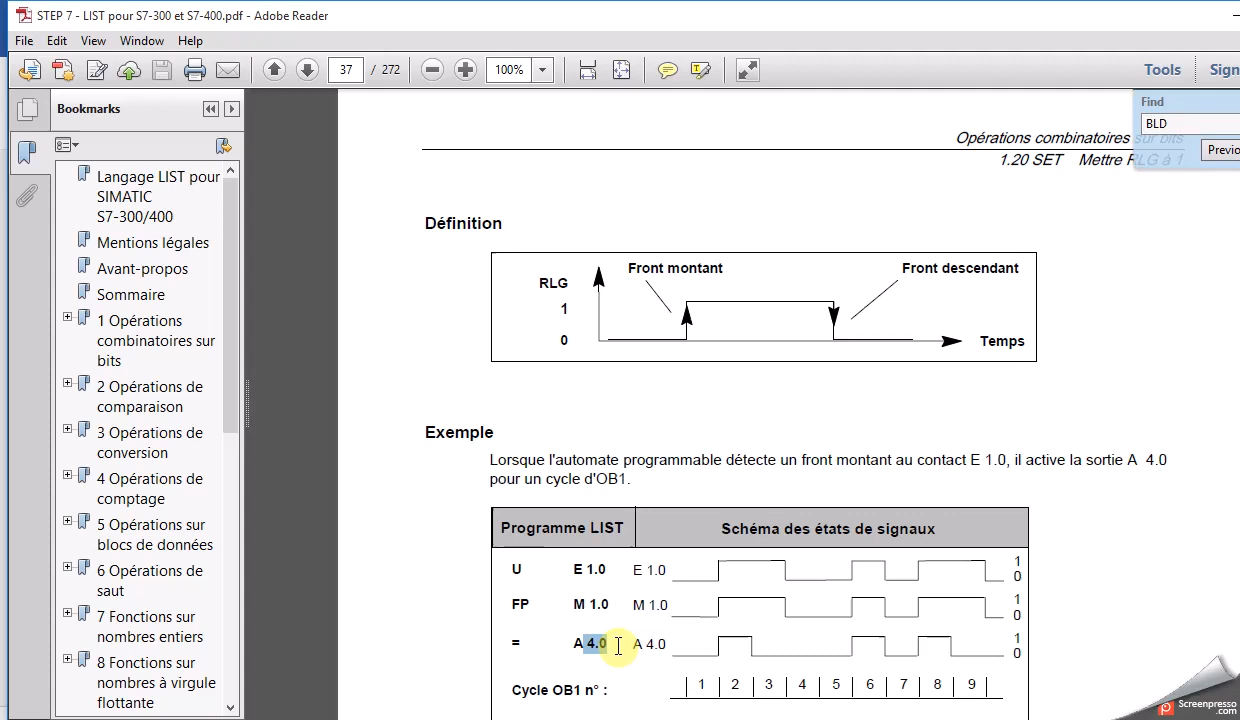 STEP 7 - LIST pour S7-300 et S7-400.pdf - Adobe Reader
File Edit View Window Help
37 / 272 100% Tools Sign
Bookmarks
Langage LIST pour
SIMATIC
S7-300/400
Mentions légales
Avant-propos
Sommaire
1 Opérations
combinatoires sur
bits
2 Opérations de
comparaison
3 Opérations de
conversion
4 Opérations de
comptage
5 Opérations sur
blocs de données
6 Opérations de
saut
7 Fonctions sur
nombres entiers
8 Fonctions sur
nombres à virgule
flottante
Find
BLD
Previo
Opérations combinatoires sur bits
1.20 SET Mettre RLG à 1
Définition
Front montant Front descendant
RLG
1
0
Temps
Exemple
Lorsque l'automate programmable détecte un front montant au contact E 1.0, il active la sortie A 4.0
pour un cycle d'OB1.
Programme LIST Schéma des états de signaux
U E 1.0 E 1.0 1
0
FP M 1.0 M 1.0 1
0
= A 4.0 A 4.0 1
0
Cycle OB1 n° : 1 2 3 4 5 6 7 8 9
Screenpresso
.com